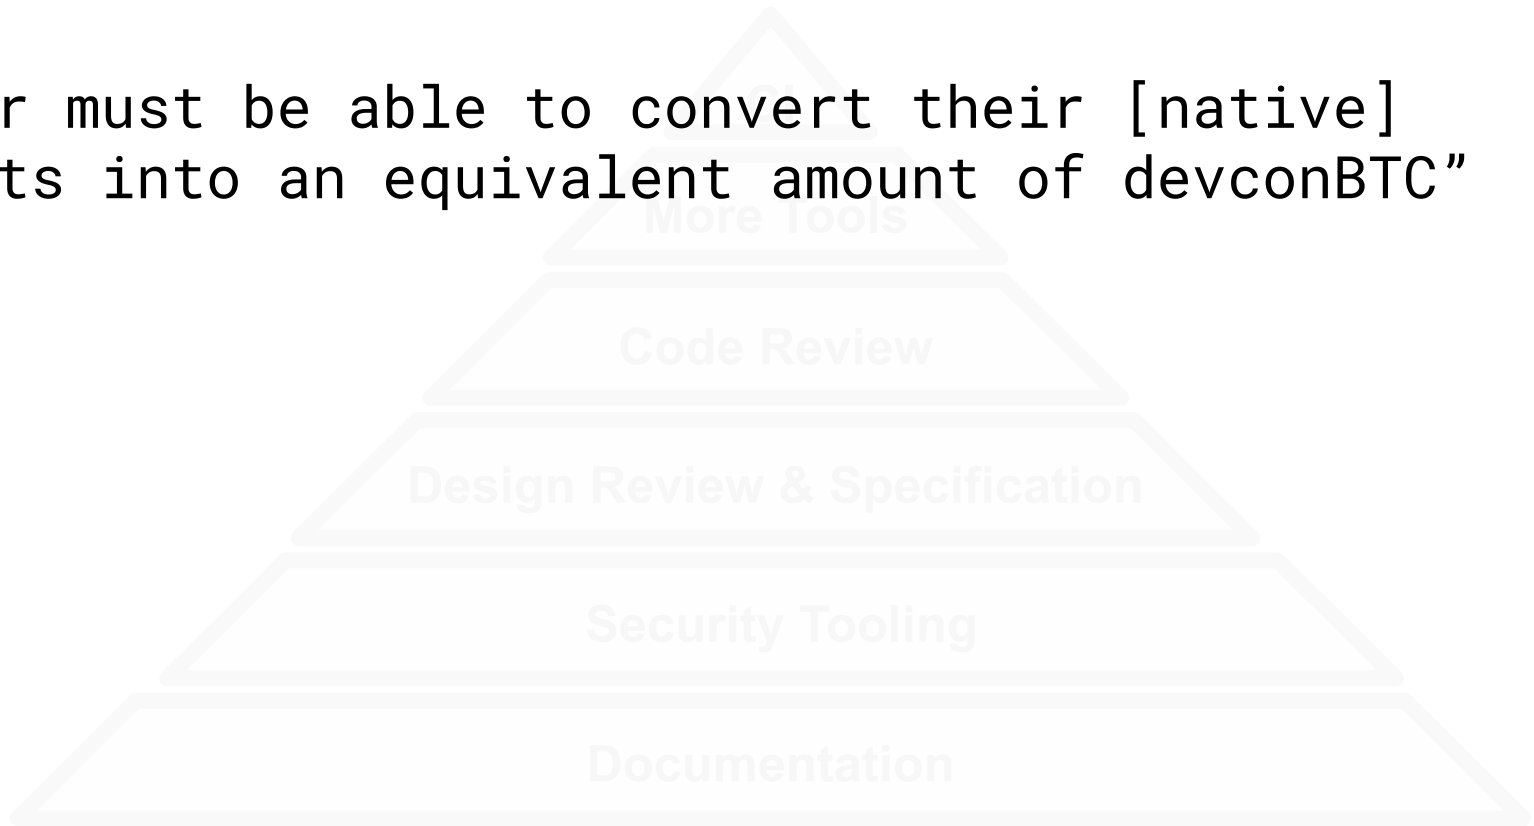 r must be able to convert their [native]
ts into an equivalent amount of devconBTC”
More Tools
Code Review
Design Review & Specification
Security Tooling
Documentation